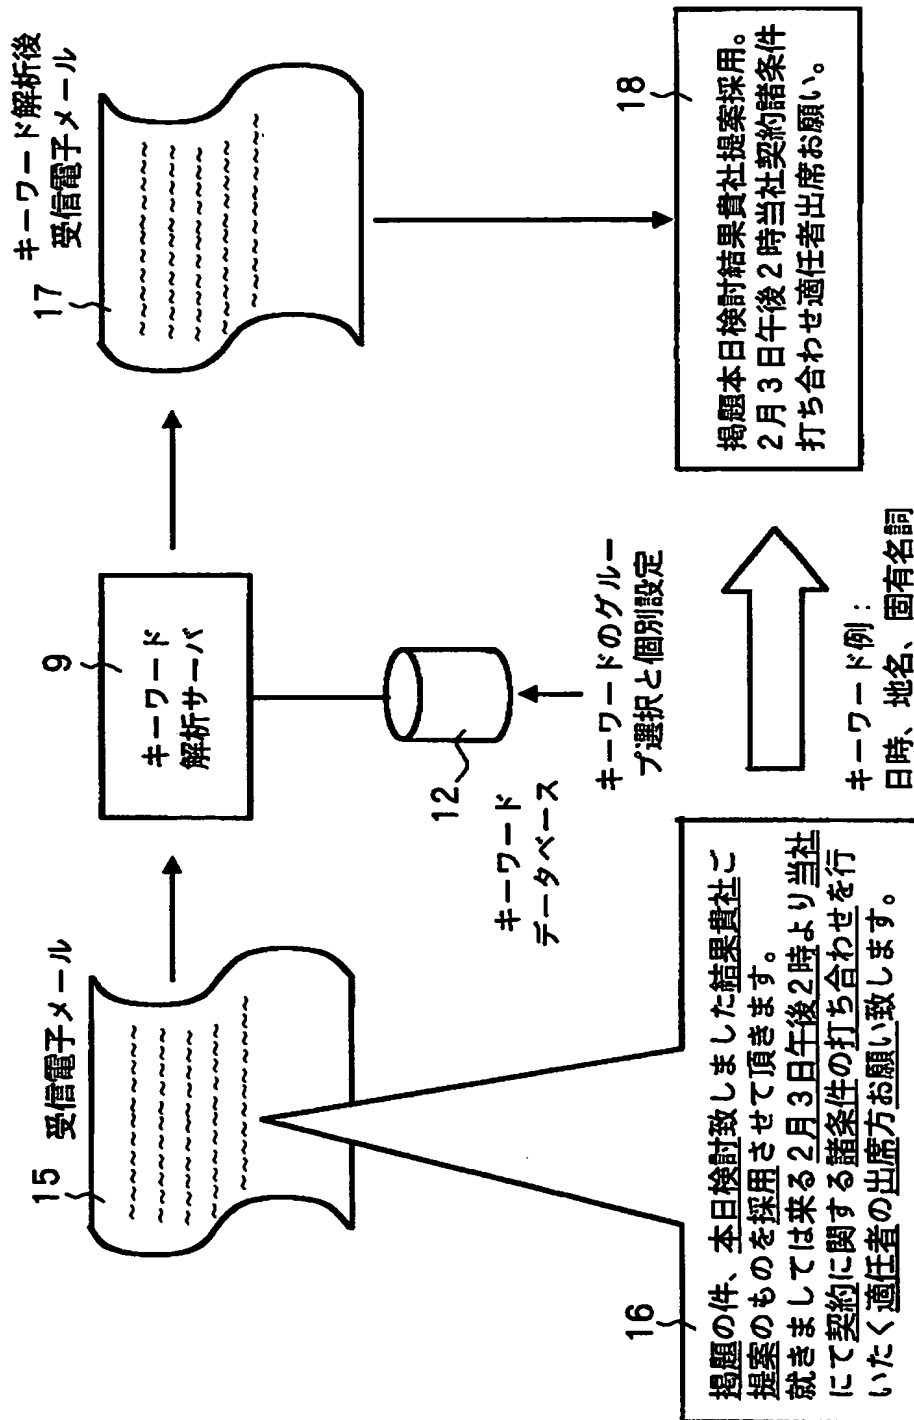 15
受信電子メール
9
キーワード
解析サーバ
17
キーワード解析後
受信電子メール
12
キーワード
データベース
キーワードのグルー
プ選択と個別設定
16
掲題の件、本日検討致しました結果貴社ご
提案のものを採用させて頂きます。
就きましては来る2月3日午後2時より当社
にて契約に関する諸条件の打ち合わせを行
いたく適任者の出席方お願い致します。
キーワード例：
日時、地名、固有名詞
18
掲題本日検討結果貴社提案採用。
2月3日午後2時当社契約諸条件
打ち合わせ適任者出席お願い。